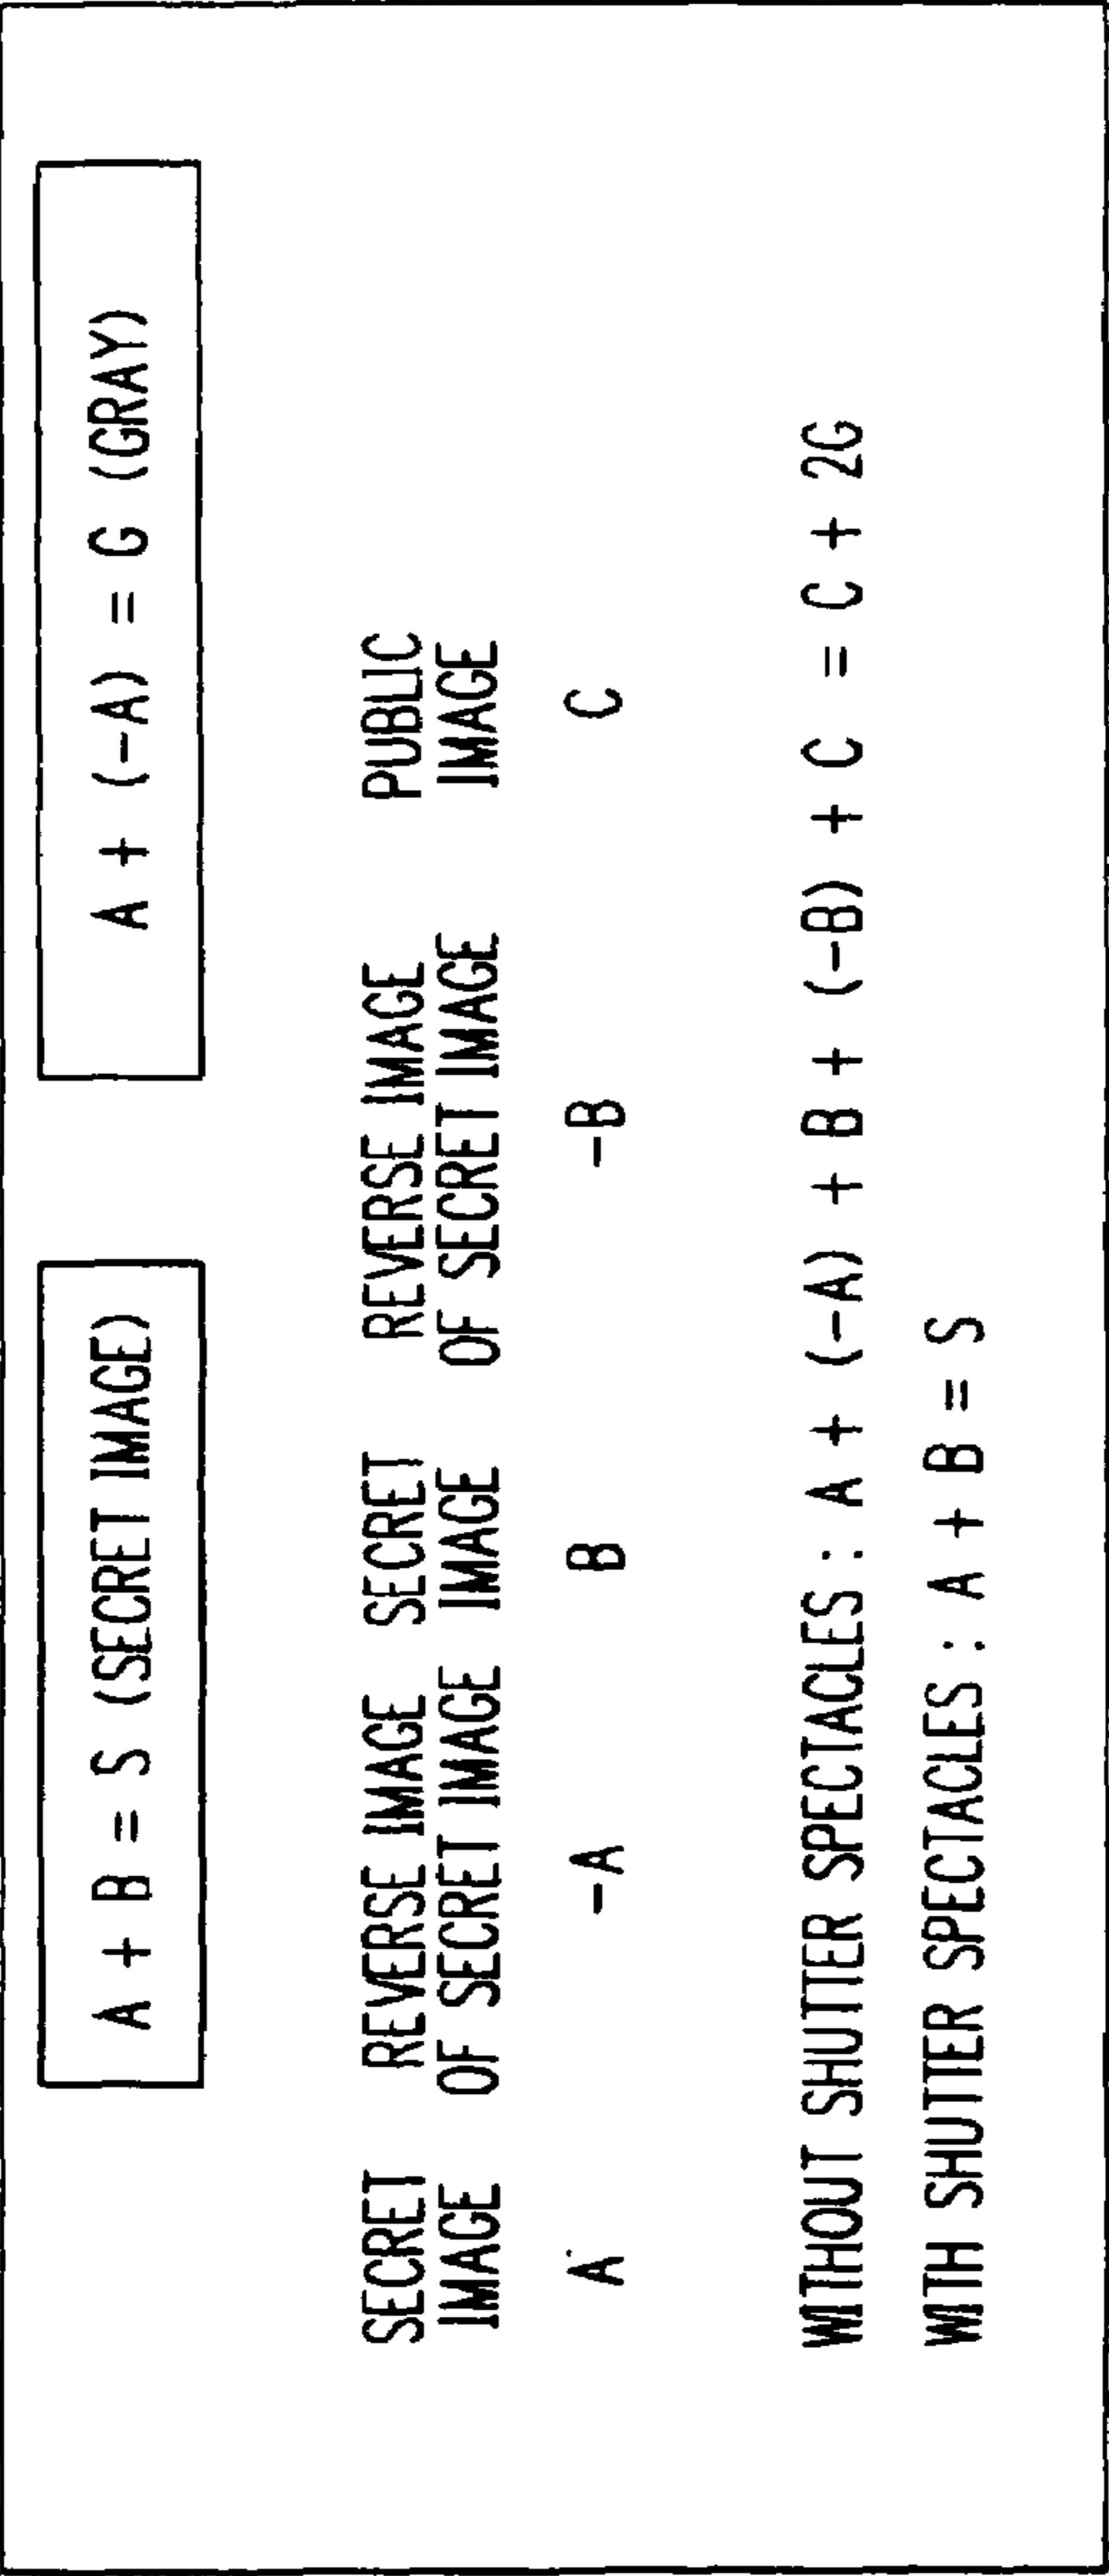 A + B = S (SECRET IMAGE)
A + (-A) = G (GRAY)
SECRET IMAGE
REVERSE IMAGE OF SECRET IMAGE
SECRET IMAGE
REVERSE IMAGE OF SECRET IMAGE
PUBLIC IMAGE
A
-A
B
-B
C
WITHOUT SHUTTER SPECTACLES : A + (-A) + B + (-B) + C = C + 2G
WITH SHUTTER SPECTACLES : A + B = S